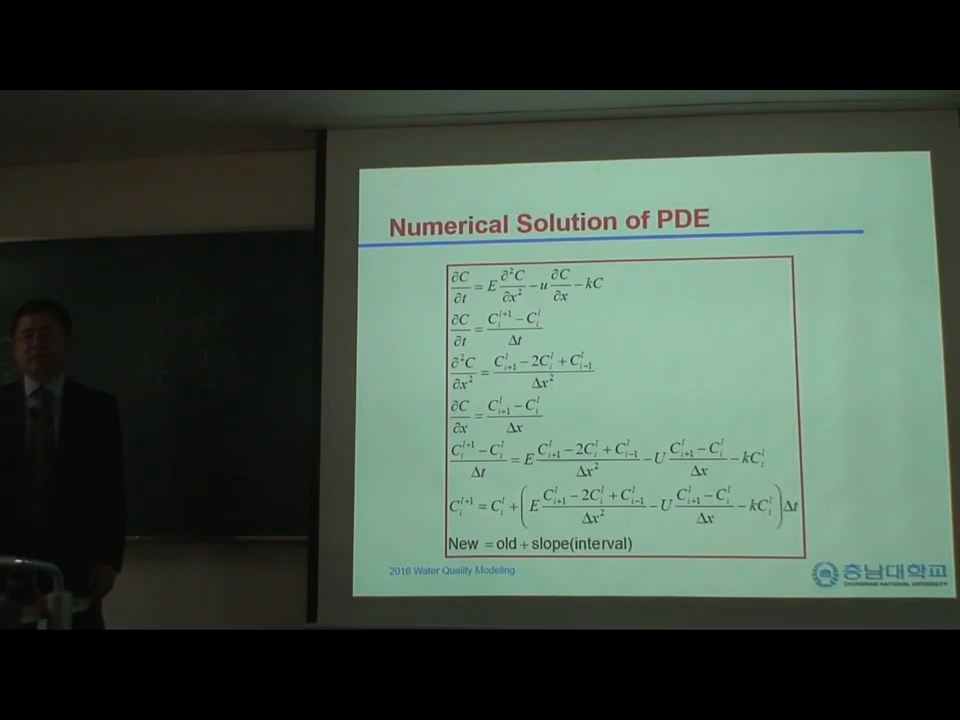 Numerical Solution of PDE
∂C/∂t = E ∂²C/∂x² − u ∂C/∂x − kC
∂C/∂t = (C_i^{l+1} − C_i^l)/Δt
∂²C/∂x² = (C_{i+1}^l − 2C_i^l + C_{i−1}^l)/Δx²
∂C/∂x = (C_{i+1}^l − C_i^l)/Δx
(C_i^{l+1} − C_i^l)/Δt = E (C_{i+1}^l − 2C_i^l + C_{i−1}^l)/Δx² − U (C_{i+1}^l − C_i^l)/Δx − kC_i^l
C_i^{l+1} = C_i^l + (E (C_{i+1}^l − 2C_i^l + C_{i−1}^l)/Δx² − U (C_{i+1}^l − C_i^l)/Δx − kC_i^l)Δt
New = old + slope(interval)
2016 Water Quality Modeling
충남대학교
CHUNGNAM NATIONAL UNIVERSITY